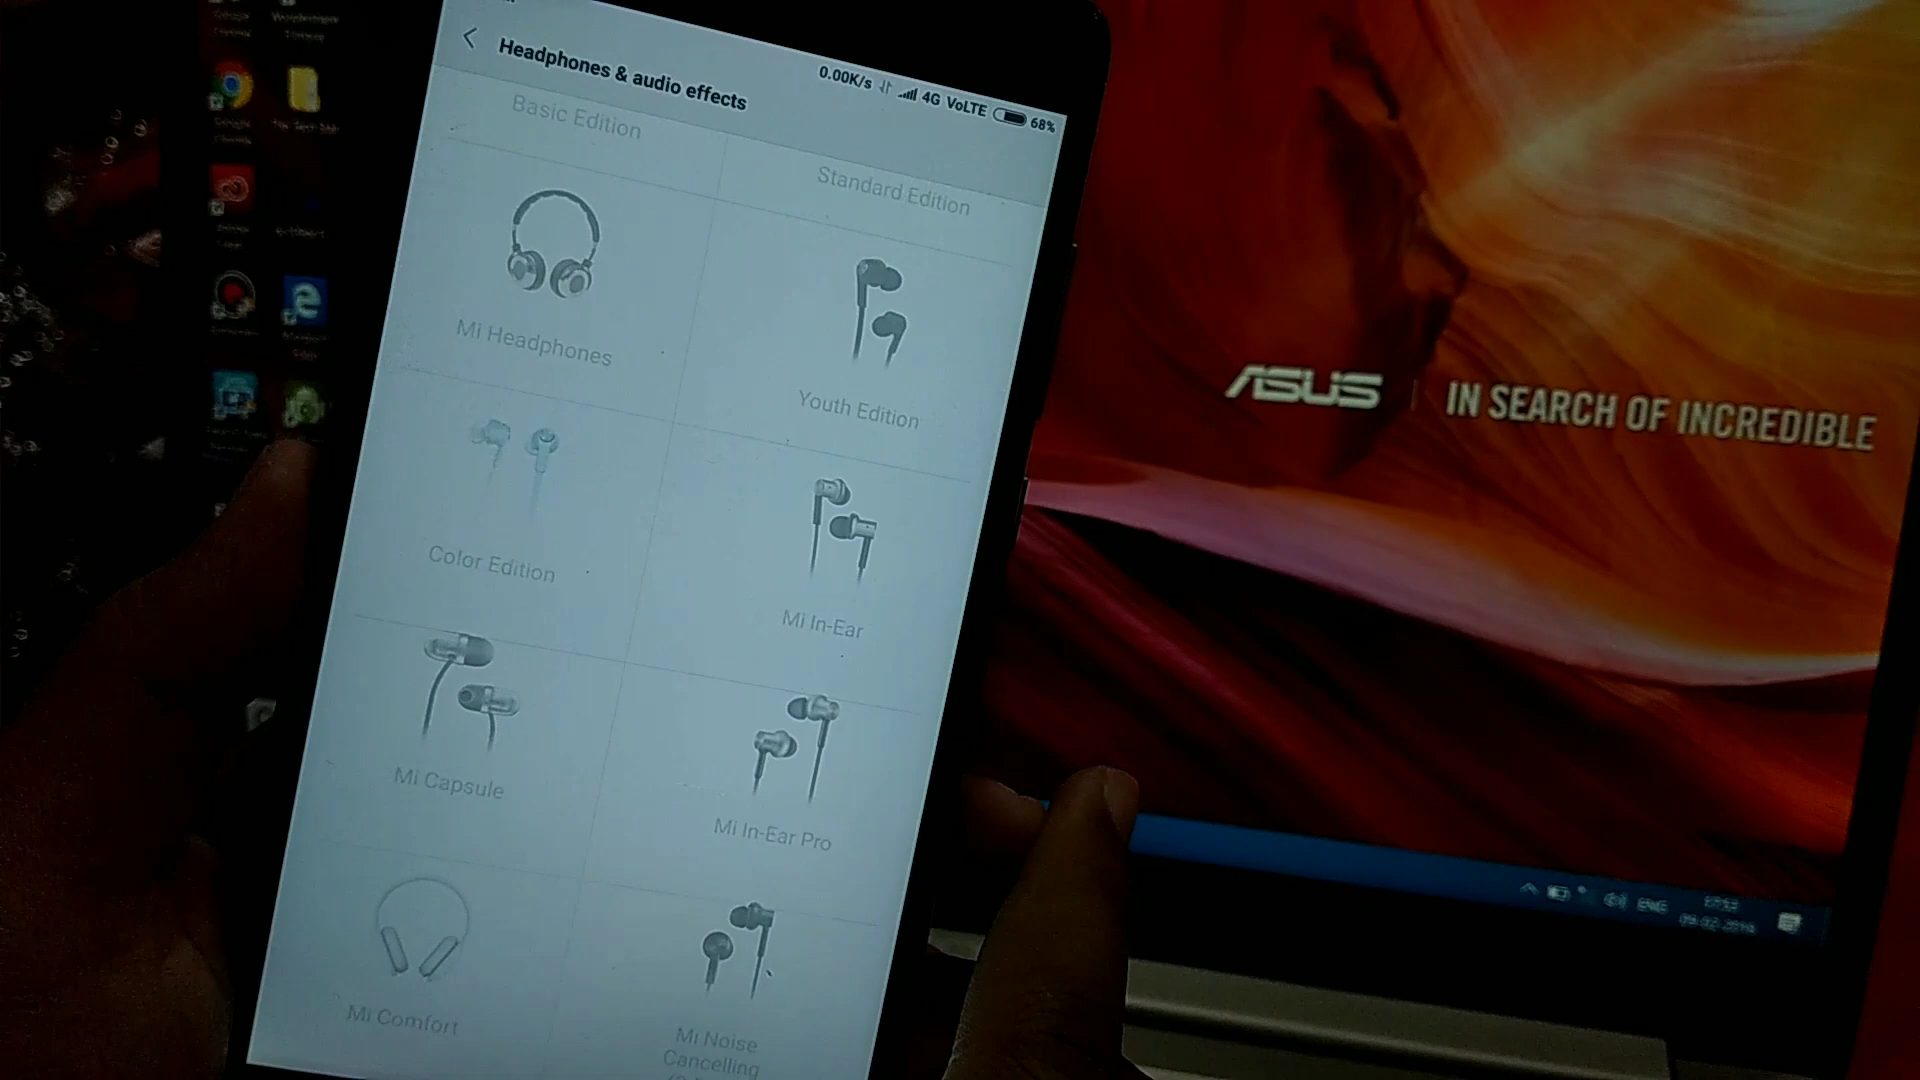 Headphones & audio effects
0.00K/s 4G VoLTE 68%
Basic Edition
Standard Edition
Mi Headphones
Youth Edition
Color Edition
Mi In-Ear
Mi Capsule
Mi In-Ear Pro
Mi Comfort
Mi Noise
Cancelling
ASUS
IN SEARCH OF INCREDIBLE
Google
ENG